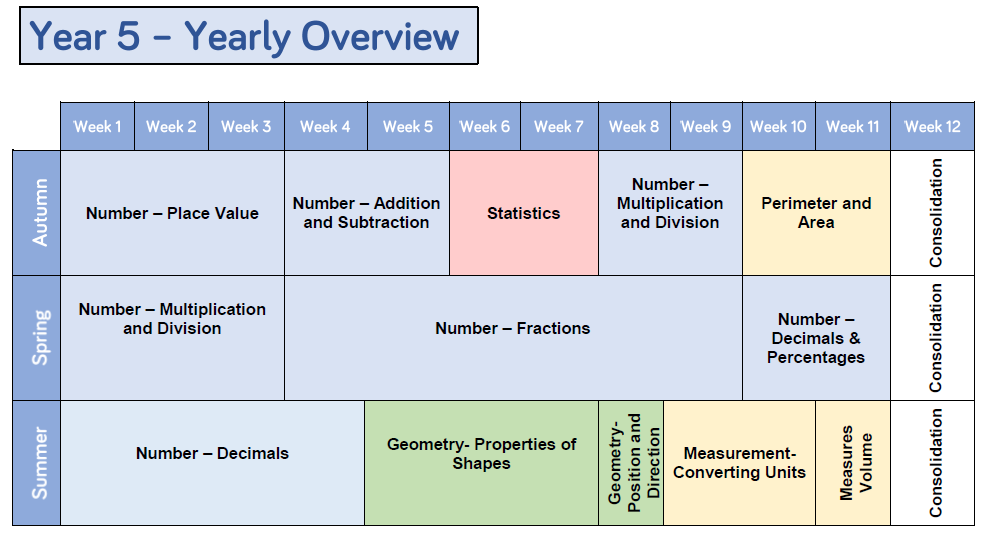 Year 5 – Yearly Overview
Week 1 Week 2 Week 3 Week 4 Week 5 Week 6 Week 7 Week 8 Week 9 Week 10 Week 11 Week 12
Autumn
Number – Place Value
Number – Addition
and Subtraction
Statistics
Number –
Multiplication
and Division
Perimeter and
Area
Consolidation
Spring
Number – Multiplication
and Division
Number – Fractions
Number –
Decimals &
Percentages
Consolidation
Summer
Number – Decimals
Geometry- Properties of
Shapes
Geometry-
Position and
Direction
Measurement-
Converting Units
Measures
Volume
Consolidation